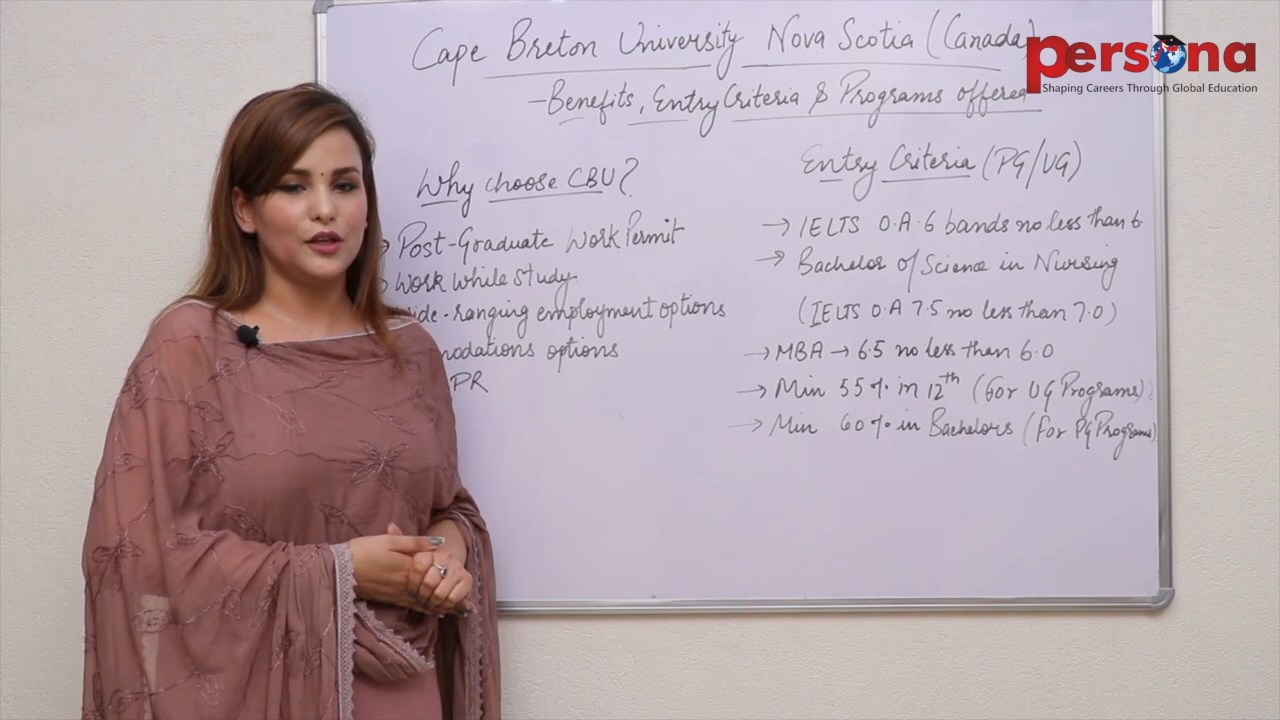 Cape Breton University Nova Scotia (Canada)
- Benefits, Entry Criteria & Programs offered
persona
Shaping Careers Through Global Education
Why choose CBU?
→ Post-Graduate Work Permit
Work While Study
ide-ranging employment options
modations options
PR
Entry Criteria (PG/UG)
→ IELTS O.A. 6 bands no less than 6
→ Bachelor of Science in Nursing
(IELTS O.A 7.5 no less than 7.0)
→ MBA → 6.5 no less than 6.0
→ Min 55% in 12th (For UG Programs)
→ Min 60% in Bachelors (For PG Programs)